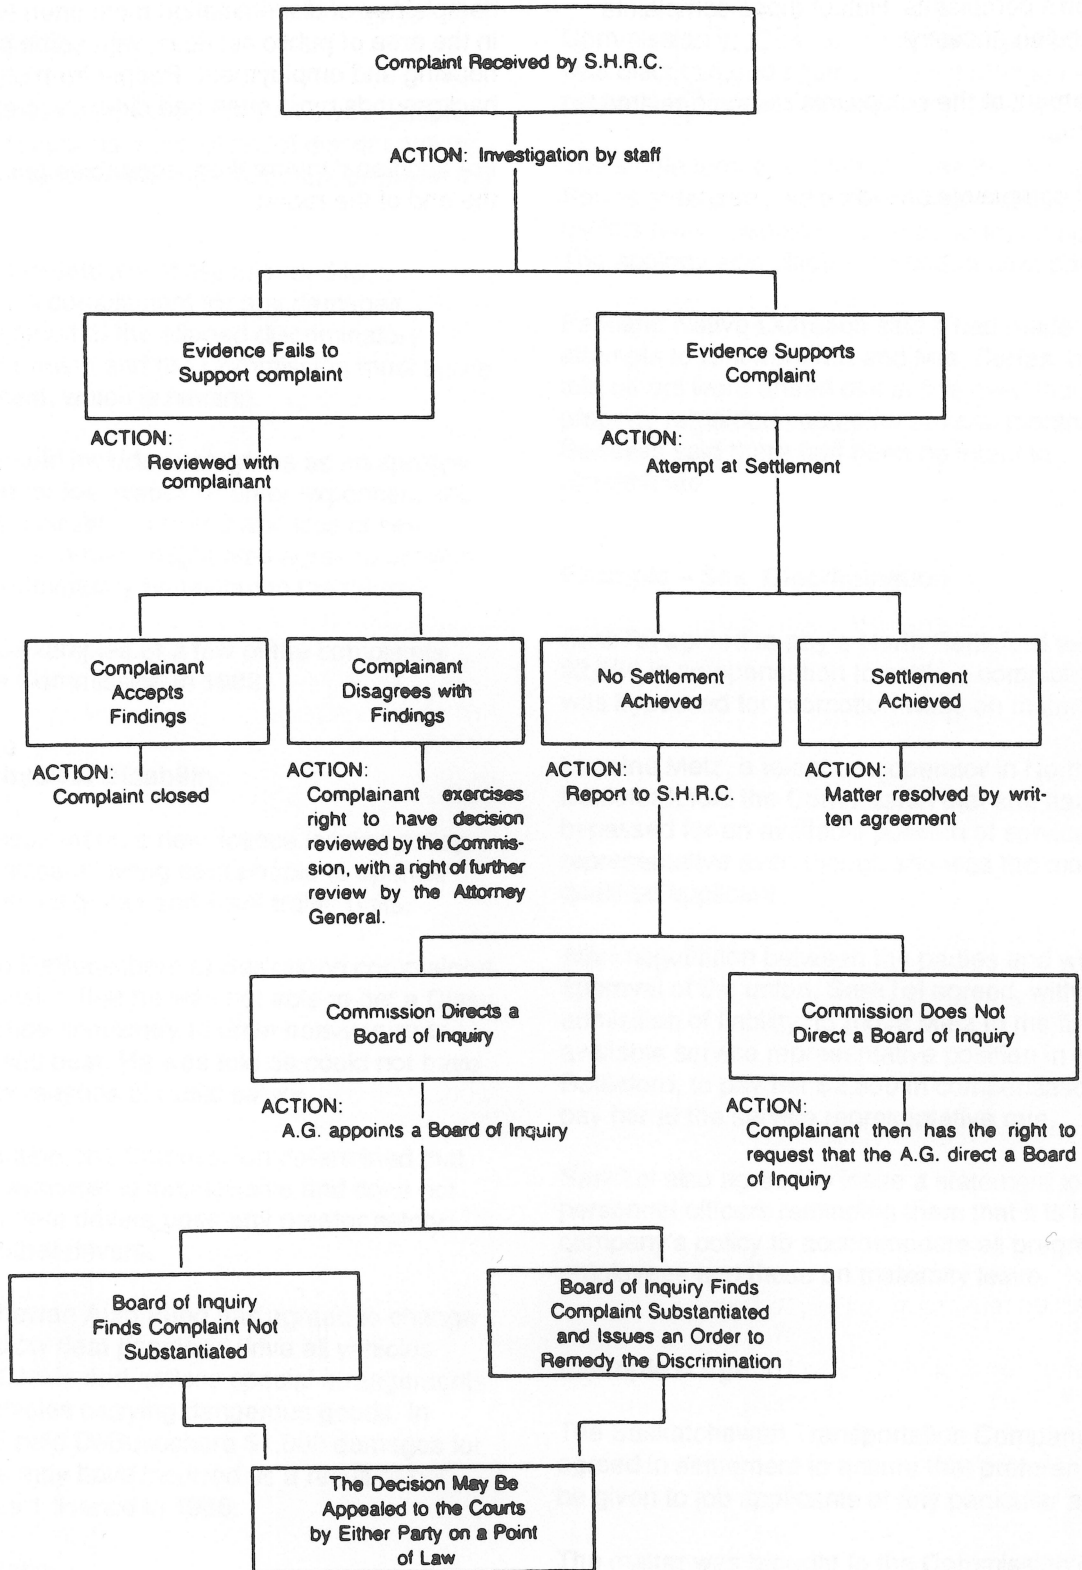 Complaint Received by S.H.R.C.
ACTION: Investigation by staff
Evidence Fails to
Support complaint
ACTION:
Reviewed with
complainant
Evidence Supports
Complaint
ACTION:
Attempt at Settlement
Complainant
Accepts
Findings
ACTION:
Complaint closed
Complainant
Disagrees with
Findings
ACTION:
Complainant exercises
right to have decision
reviewed by the Commis-
sion, with a right of further
review by the Attorney
General.
No Settlement
Achieved
ACTION:
Report to S.H.R.C.
Settlement
Achieved
ACTION:
Matter resolved by writ-
ten agreement
Commission Directs a
Board of Inquiry
ACTION:
A.G. appoints a Board of Inquiry
Commission Does Not
Direct a Board of Inquiry
ACTION:
Complainant then has the right to
request that the A.G. direct a Board
of Inquiry
Board of Inquiry
Finds Complaint Not
Substantiated
Board of Inquiry Finds
Complaint Substantiated
and Issues an Order to
Remedy the Discrimination
The Decision May Be
Appealed to the Courts
by Either Party on a Point
of Law